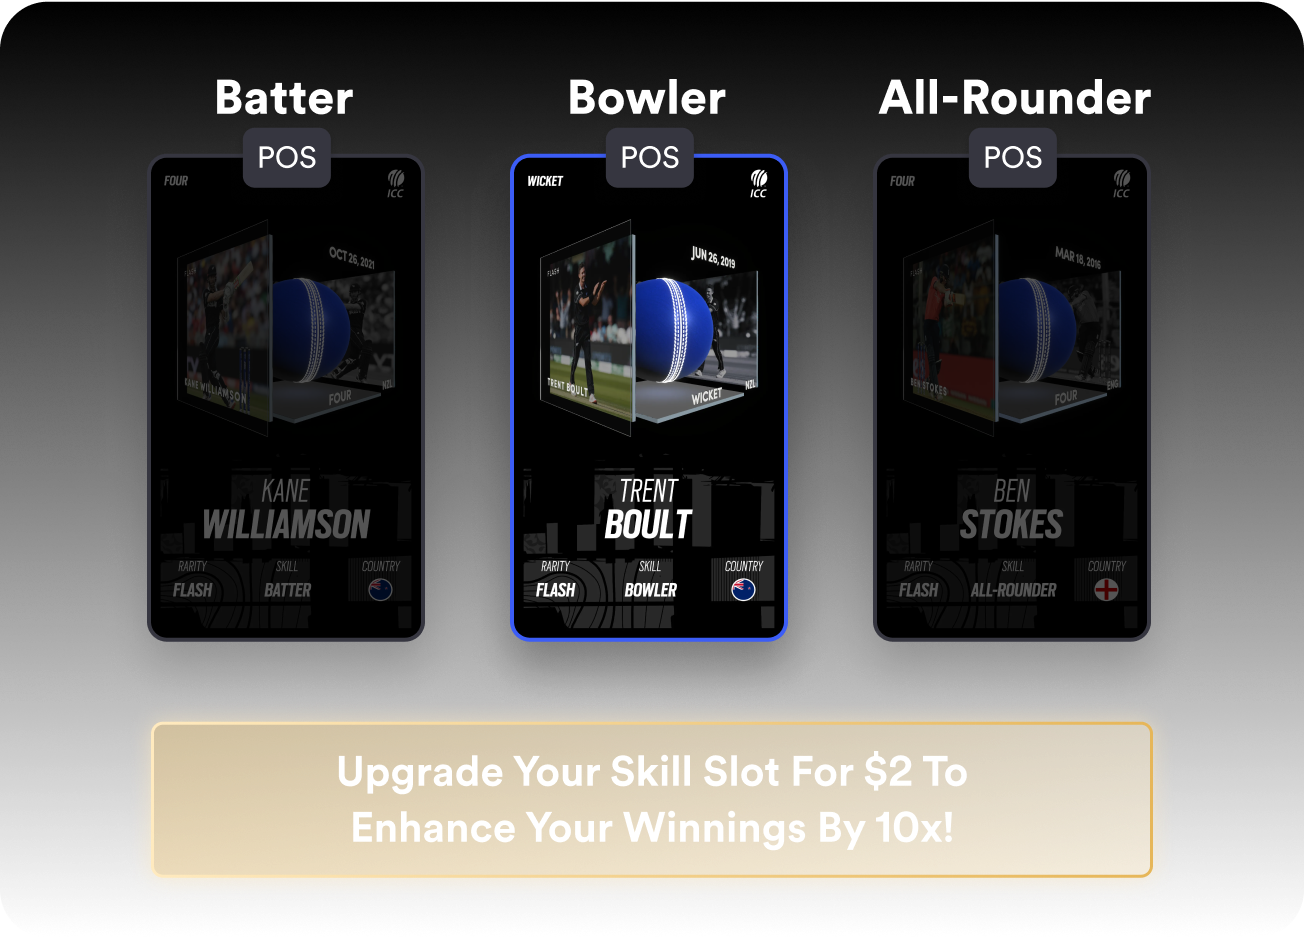 Batter
Bowler
All-Rounder
POS
POS
POS
FOUR
ICC
OCT 26, 2021
FLASH
KANE WILLIAMSON
NZL
FOUR
KANE
WILLIAMSON
RARITY
SKILL
COUNTRY
FLASH
BATTER
WICKET
ICC
JUN 26, 2019
FLASH
TRENT BOULT
NZL
WICKET
TRENT
BOULT
RARITY
SKILL
COUNTRY
FLASH
BOWLER
FOUR
ICC
MAR 18, 2016
FLASH
BEN STOKES
ENG
FOUR
BEN
STOKES
RARITY
SKILL
COUNTRY
FLASH
ALL-ROUNDER
Upgrade Your Skill Slot For $2 To
Enhance Your Winnings By 10x!